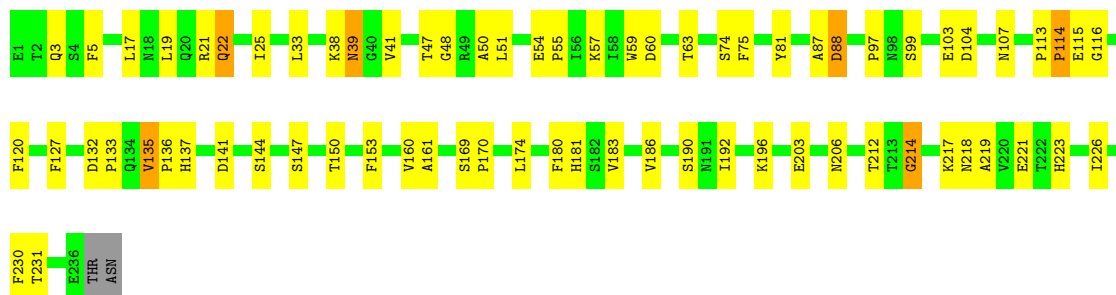 E1 T2 Q3 S4 F5 L17 N18 L19 Q20 R21 Q22 I25 L33 K38 N39 G40 V41 T47 G48 R49 A50 L51 E54 P55 I56 K57 I58 W59 D60 T63 S74 F75 Y81 A87 D88 P97 N98 S99 E103 D104 N107 P113 P114 E115 G116
F120 F127 D132 P133 Q134 V135 P136 H137 D141 S144 S147 T150 F153 V160 A161 S169 P170 L174 F180 H181 S182 V183 V186 S190 N191 I192 K196 E203 N206 T212 T213 G214 K217 N218 A219 V220 E221 T222 H223 I226
F230 T231 E236 THR ASN